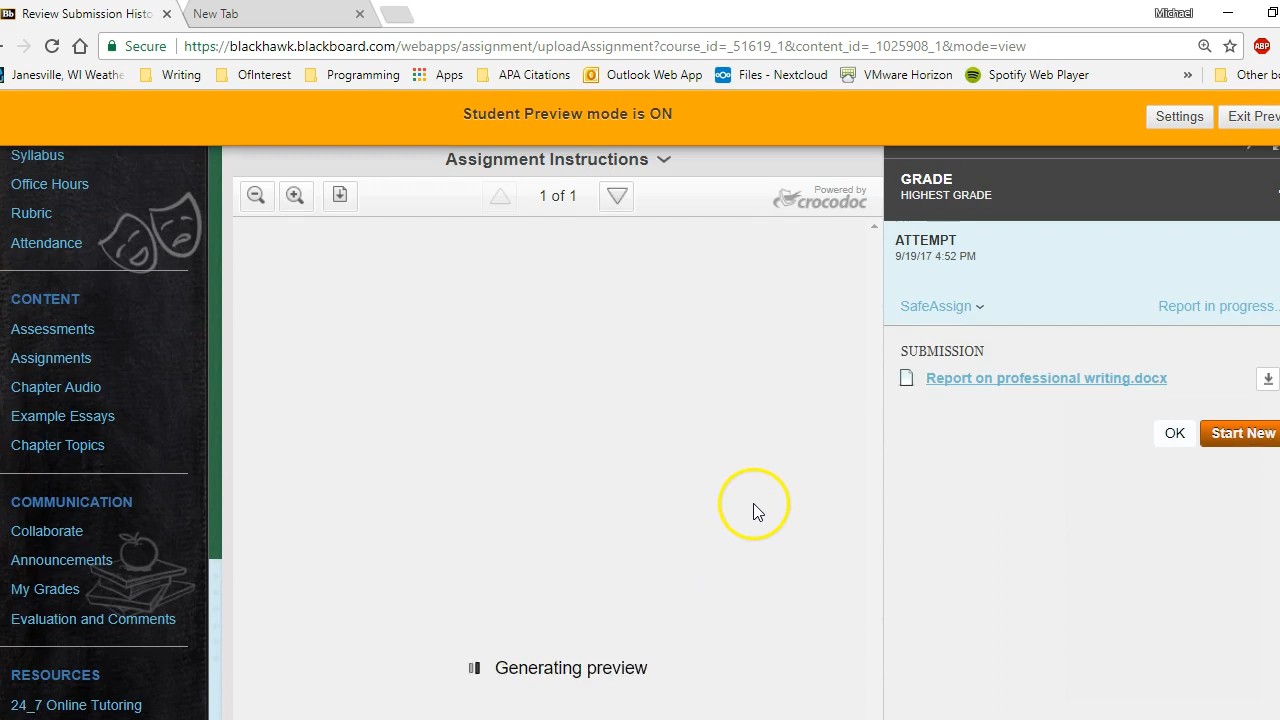 Bb Review Submission Histo
New Tab
Michael
Secure
https://blackhawk.blackboard.com/webapps/assignment/uploadAssignment?course_id=_51619_1&content_id=_1025908_1&mode=view
ABP
Janesville, WI Weathe
Writing
OfInterest
Programming
Apps
APA Citations
Outlook Web App
Files - Nextcloud
VMware Horizon
Spotify Web Player
»
Other bo
Student Preview mode is ON
Settings
Exit Prev
Syllabus
Office Hours
Rubric
Attendance
CONTENT
Assessments
Assignments
Chapter Audio
Example Essays
Chapter Topics
COMMUNICATION
Collaborate
Announcements
My Grades
Evaluation and Comments
RESOURCES
24_7 Online Tutoring
Assignment Instructions
1 of 1
Powered by
crocodoc
Generating preview
GRADE
HIGHEST GRADE
ATTEMPT
9/19/17 4:52 PM
SafeAssign
Report in progress..
SUBMISSION
Report on professional writing.docx
OK
Start New